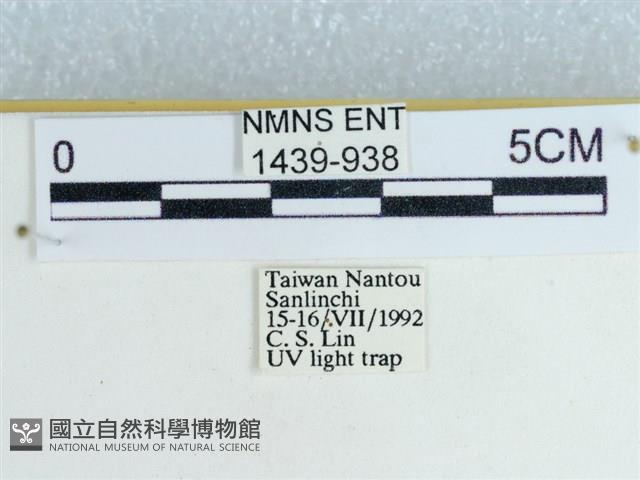 NMNS ENT
1439-938
0 5CM
Taiwan Nantou
Sanlinchi
15-16/VII/1992
C. S. Lin
UV light trap
國立自然科學博物館
NATIONAL MUSEUM OF NATURAL SCIENCE